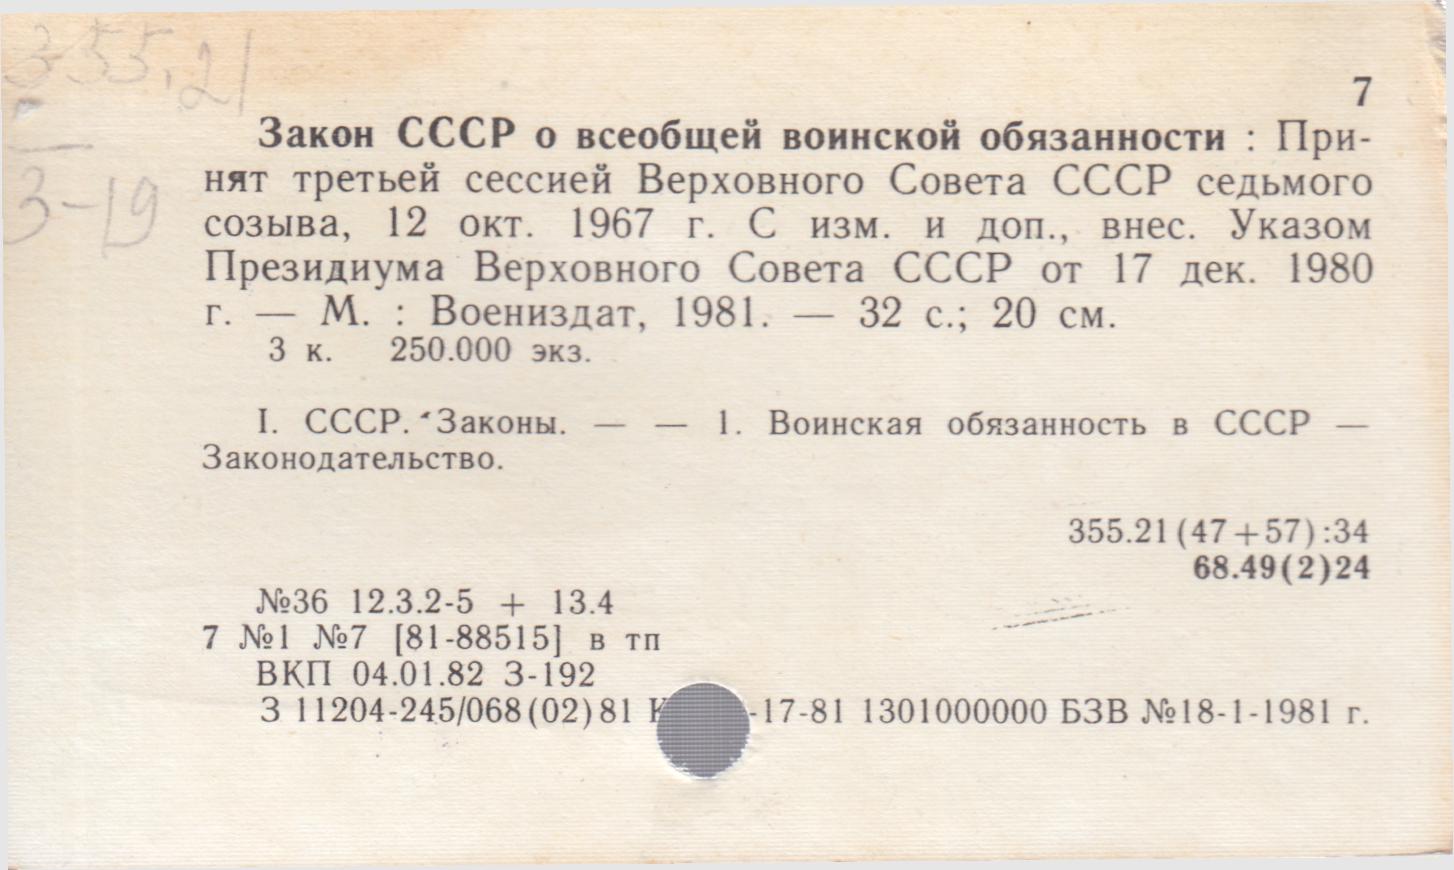 355.21
З-19
7
Закон СССР о всеобщей воинской обязанности : При-
нят третьей сессией Верховного Совета СССР седьмого
созыва, 12 окт. 1967 г. С изм. и доп., внес. Указом
Президиума Верховного Совета СССР от 17 дек. 1980
г. — М. : Воениздат, 1981. — 32 с.; 20 см.
3 к. 250.000 экз.
I. СССР. Законы. — — 1. Воинская обязанность в СССР —
Законодательство.
355.21(47+57):34
68.49(2)24
№36 12.3.2-5 + 13.4
7 №1 №7 [81-88515] в тп
ВКП 04.01.82 З-192
З 11204-245/068(02)81 -17-81 1301000000 БЗВ №18-1-1981 г.